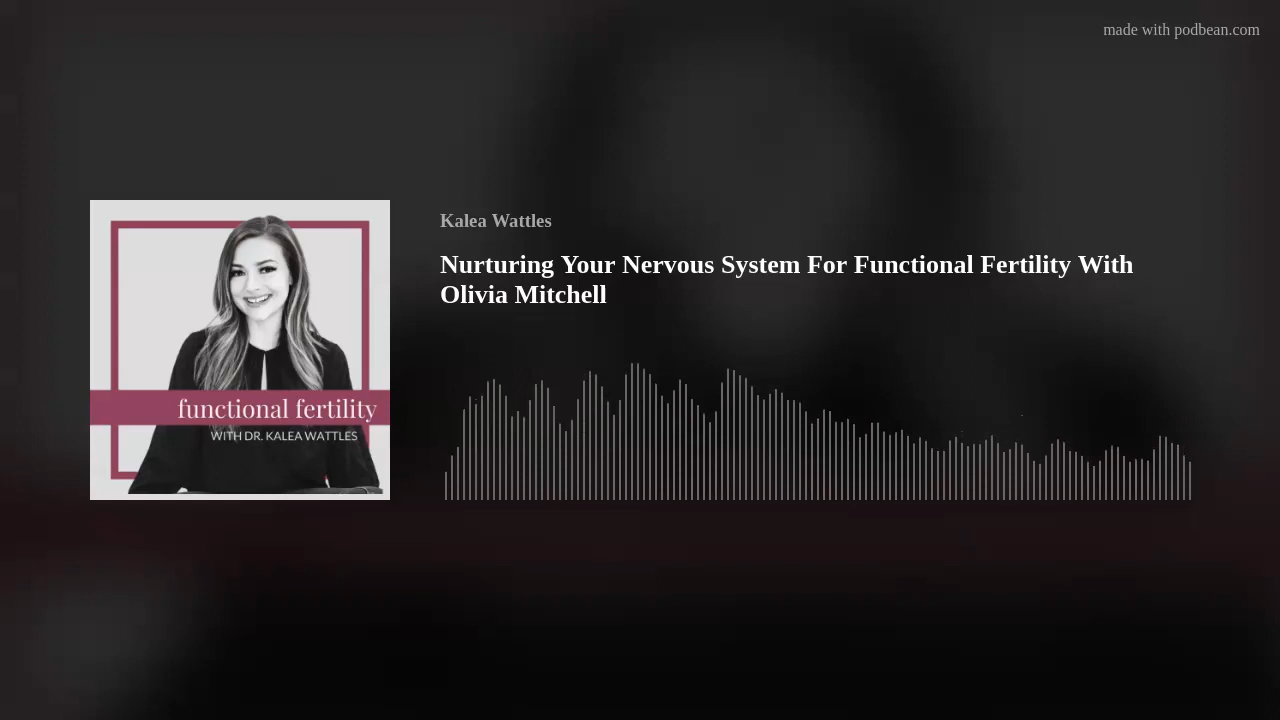 made with podbean.com
Kalea Wattles
Nurturing Your Nervous System For Functional Fertility With
Olivia Mitchell
functional fertility
WITH DR. KALEA WATTLES